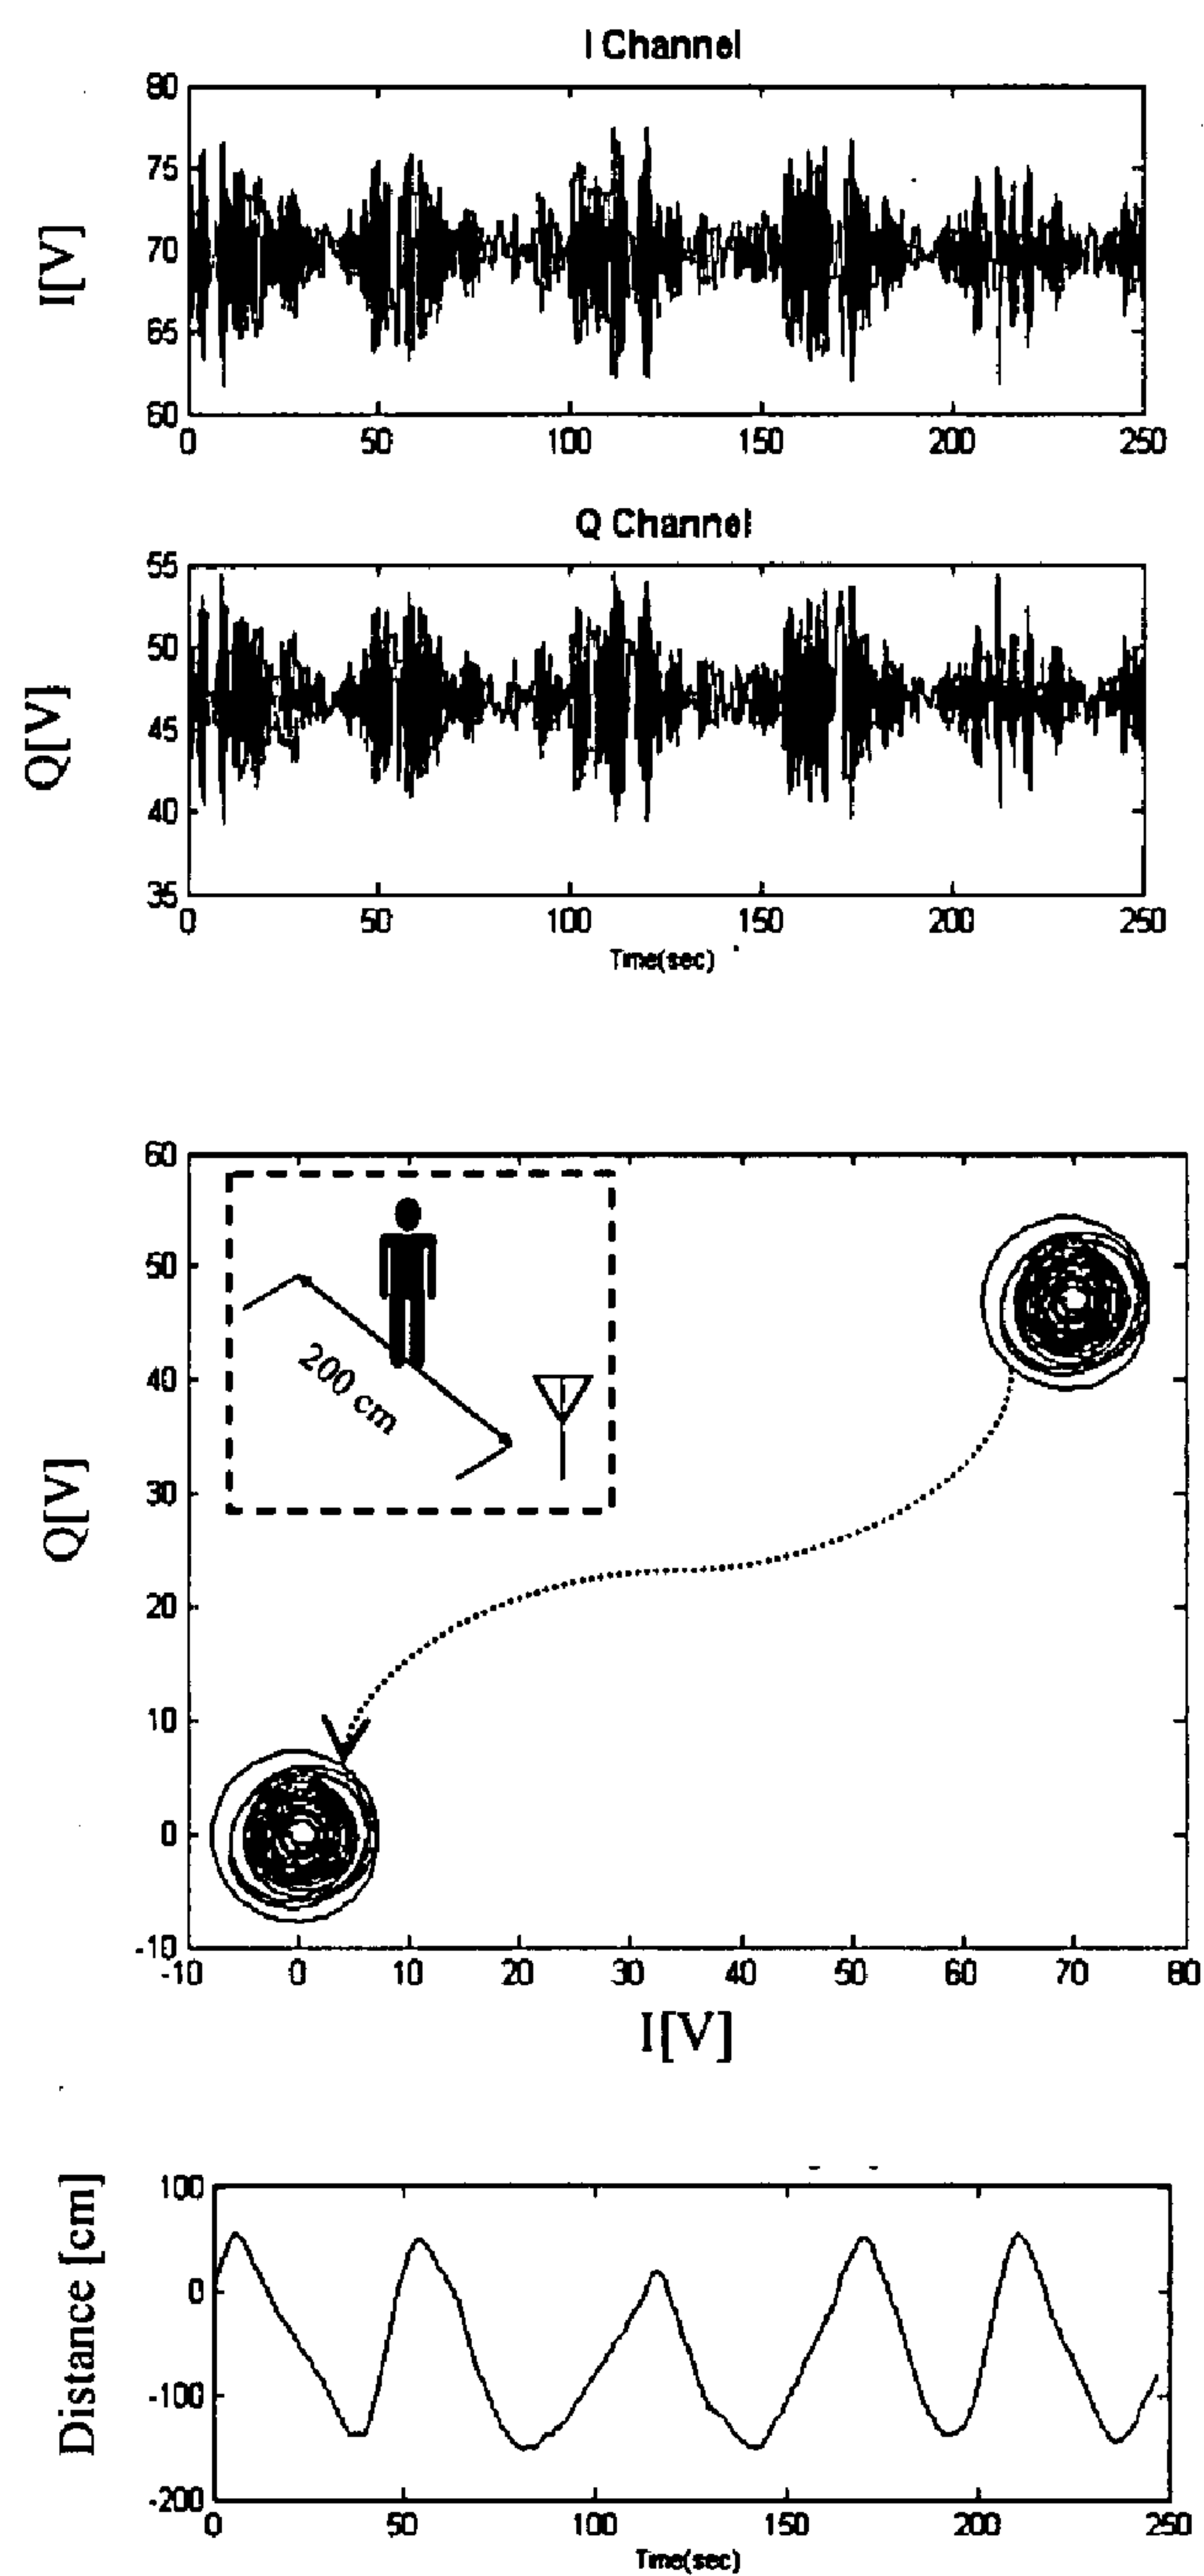 I Channel
80
75
70
65
60
I[V]
0 50 100 150 200 250
Q Channel
55
50
45
40
35
Q[V]
0 50 100 150 200 250
Time(sec)
60
50
40
30
20
10
0
-10
Q[V]
200 cm
-10 0 10 20 30 40 50 60 70 80
I[V]
100
0
-100
-200
Distance [cm]
0 50 100 150 200 250
Time(sec)